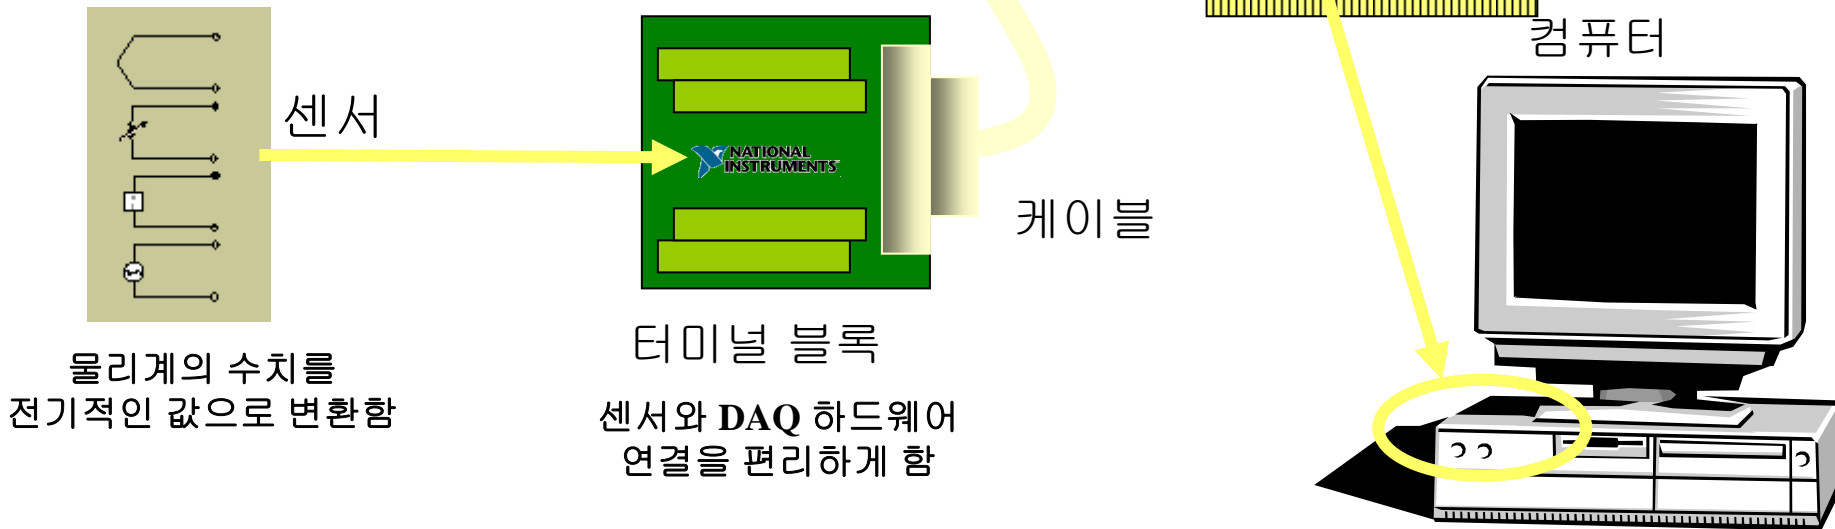 컴퓨터
센서
NATIONAL
INSTRUMENTS
케이블
터미널 블록
물리계의 수치를
전기적인 값으로 변환함
센서와 DAQ 하드웨어
연결을 편리하게 함